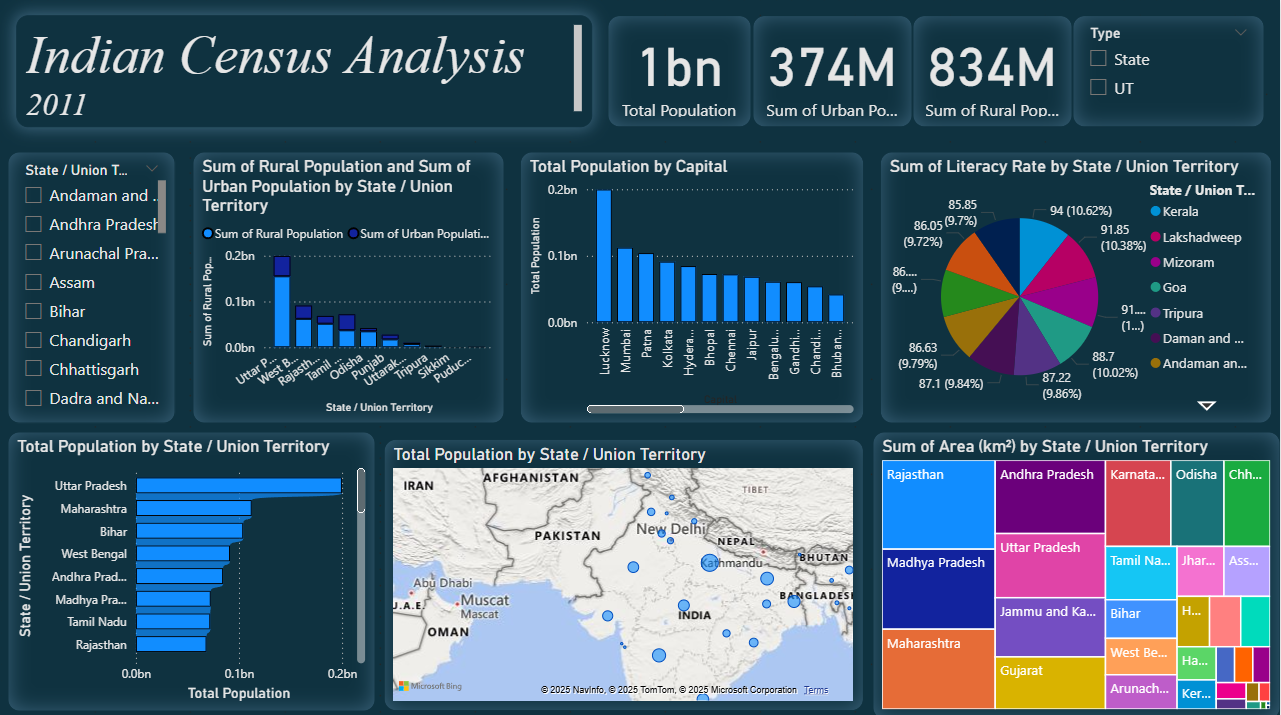 Indian Census Analysis
2011
1bn
Total Population
374M
Sum of Urban Po...
834M
Sum of Rural Pop...
Type
State
UT
State / Union T...
Andaman and ...
Andhra Pradesh
Arunachal Pra...
Assam
Bihar
Chandigarh
Chhattisgarh
Dadra and Na...
Sum of Rural Population and Sum of
Urban Population by State / Union
Territory
Sum of Rural Population
Sum of Urban Populati...
Sum of Rural Pop...
0.2bn
0.1bn
0.0bn
Uttar P...
West B...
Rajasth...
Tamil ...
Odisha
Punjab
Uttarak...
Tripura
Sikkim
Puduc...
State / Union Territory
Total Population by Capital
Total Population
0.2bn
0.1bn
0.0bn
Lucknow
Mumbai
Patna
Kolkata
Hydera...
Bhopal
Chennai
Jaipur
Bengalu...
Gandhi...
Chandi...
Bhuban...
Sum of Literacy Rate by State / Union Territory
94 (10.62%)
91.85
(10.38%)
91....
(1...)
88.7
(10.02%)
87.22
(9.86%)
87.1 (9.84%)
86.63
(9.79%)
86....
(9....)
86.05
(9.72%)
85.85
(9.7%)
State / Union T...
Kerala
Lakshadweep
Mizoram
Goa
Tripura
Daman and ...
Andaman an...
Total Population by State / Union Territory
State / Union Territory
Uttar Pradesh
Maharashtra
Bihar
West Bengal
Andhra Prad...
Madhya Pra...
Tamil Nadu
Rajasthan
0.0bn
0.1bn
0.2bn
Total Population
Total Population by State / Union Territory
IRAN
AFGHANISTAN
TIBET
PAKISTAN
New Delhi
NEPAL
Kathmandu
BHUTAN
BANGLADESH
Abu Dhabi
U.A.E.
Muscat
Mascat
OMAN
INDIA
Microsoft Bing
2025 NavInfo, © 2025 TomTom, © 2025 Microsoft Corporation
Terms
Sum of Area (km²) by State / Union Territory
Rajasthan
Madhya Pradesh
Maharashtra
Andhra Pradesh
Uttar Pradesh
Jammu and Ka...
Gujarat
Karnata...
Odisha
Chh...
Tamil Na...
Jhar...
Ass...
Bihar
West Be...
Arunach...
H...
Ha...
Ker...